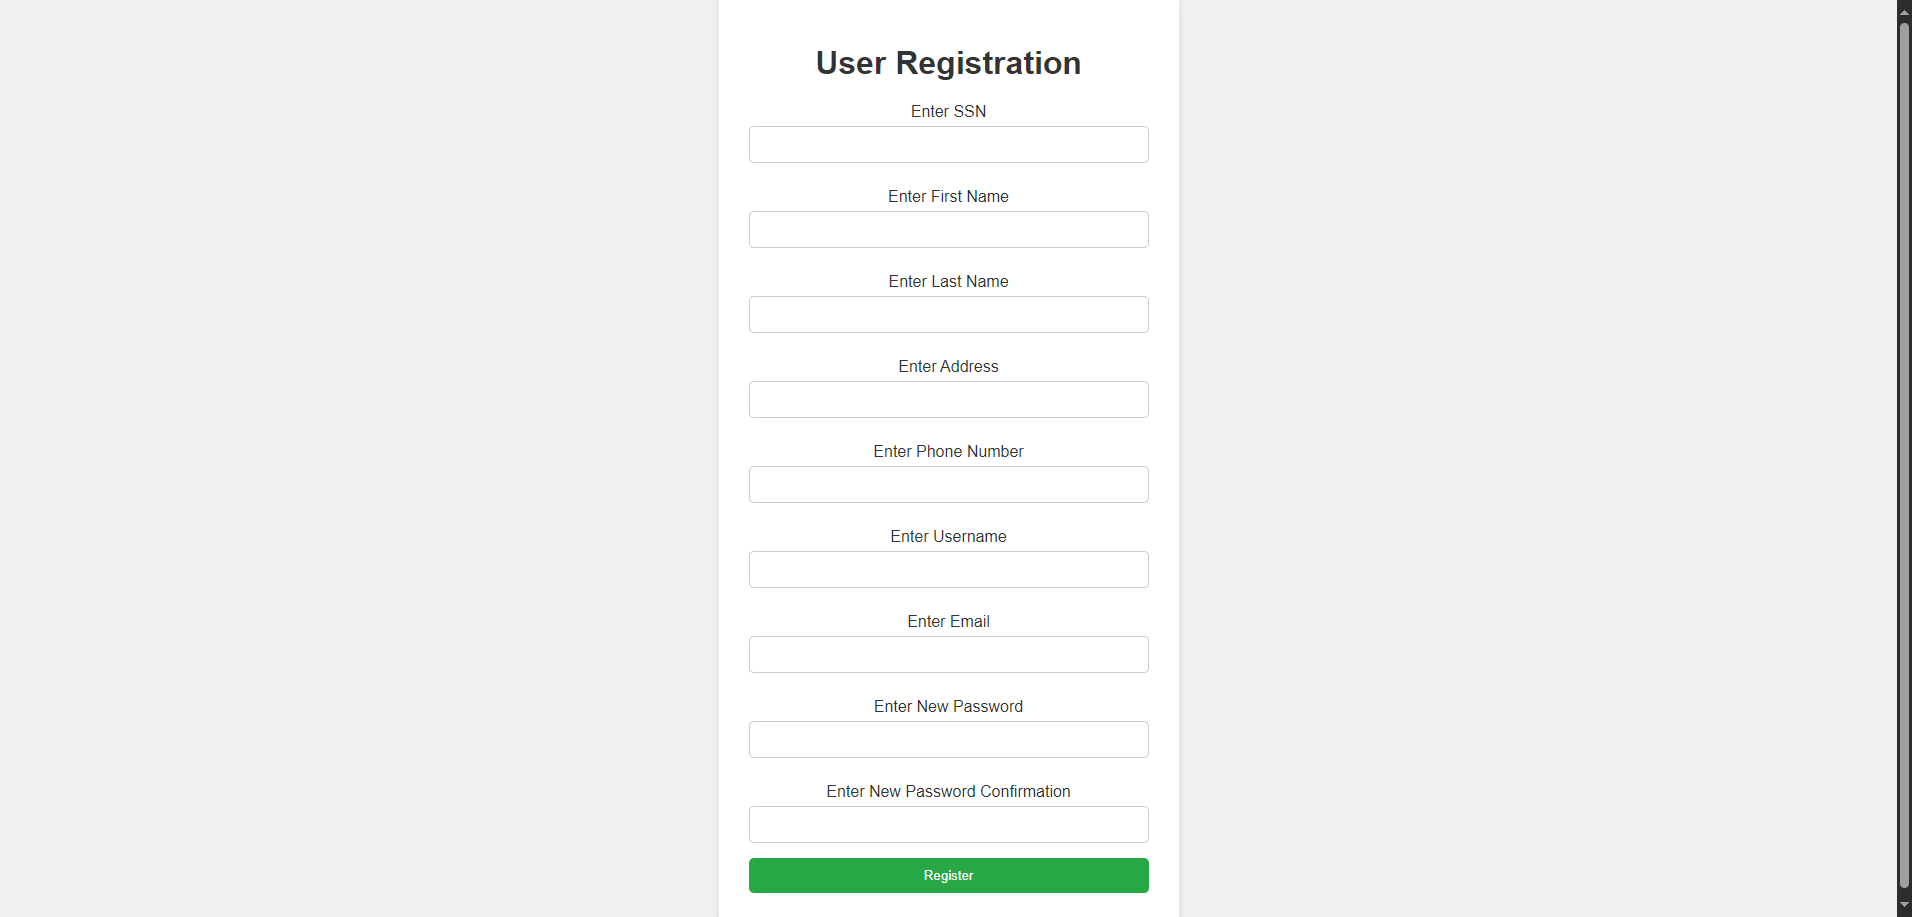 User Registration
Enter SSN
Enter First Name
Enter Last Name
Enter Address
Enter Phone Number
Enter Username
Enter Email
Enter New Password
Enter New Password Confirmation
Register